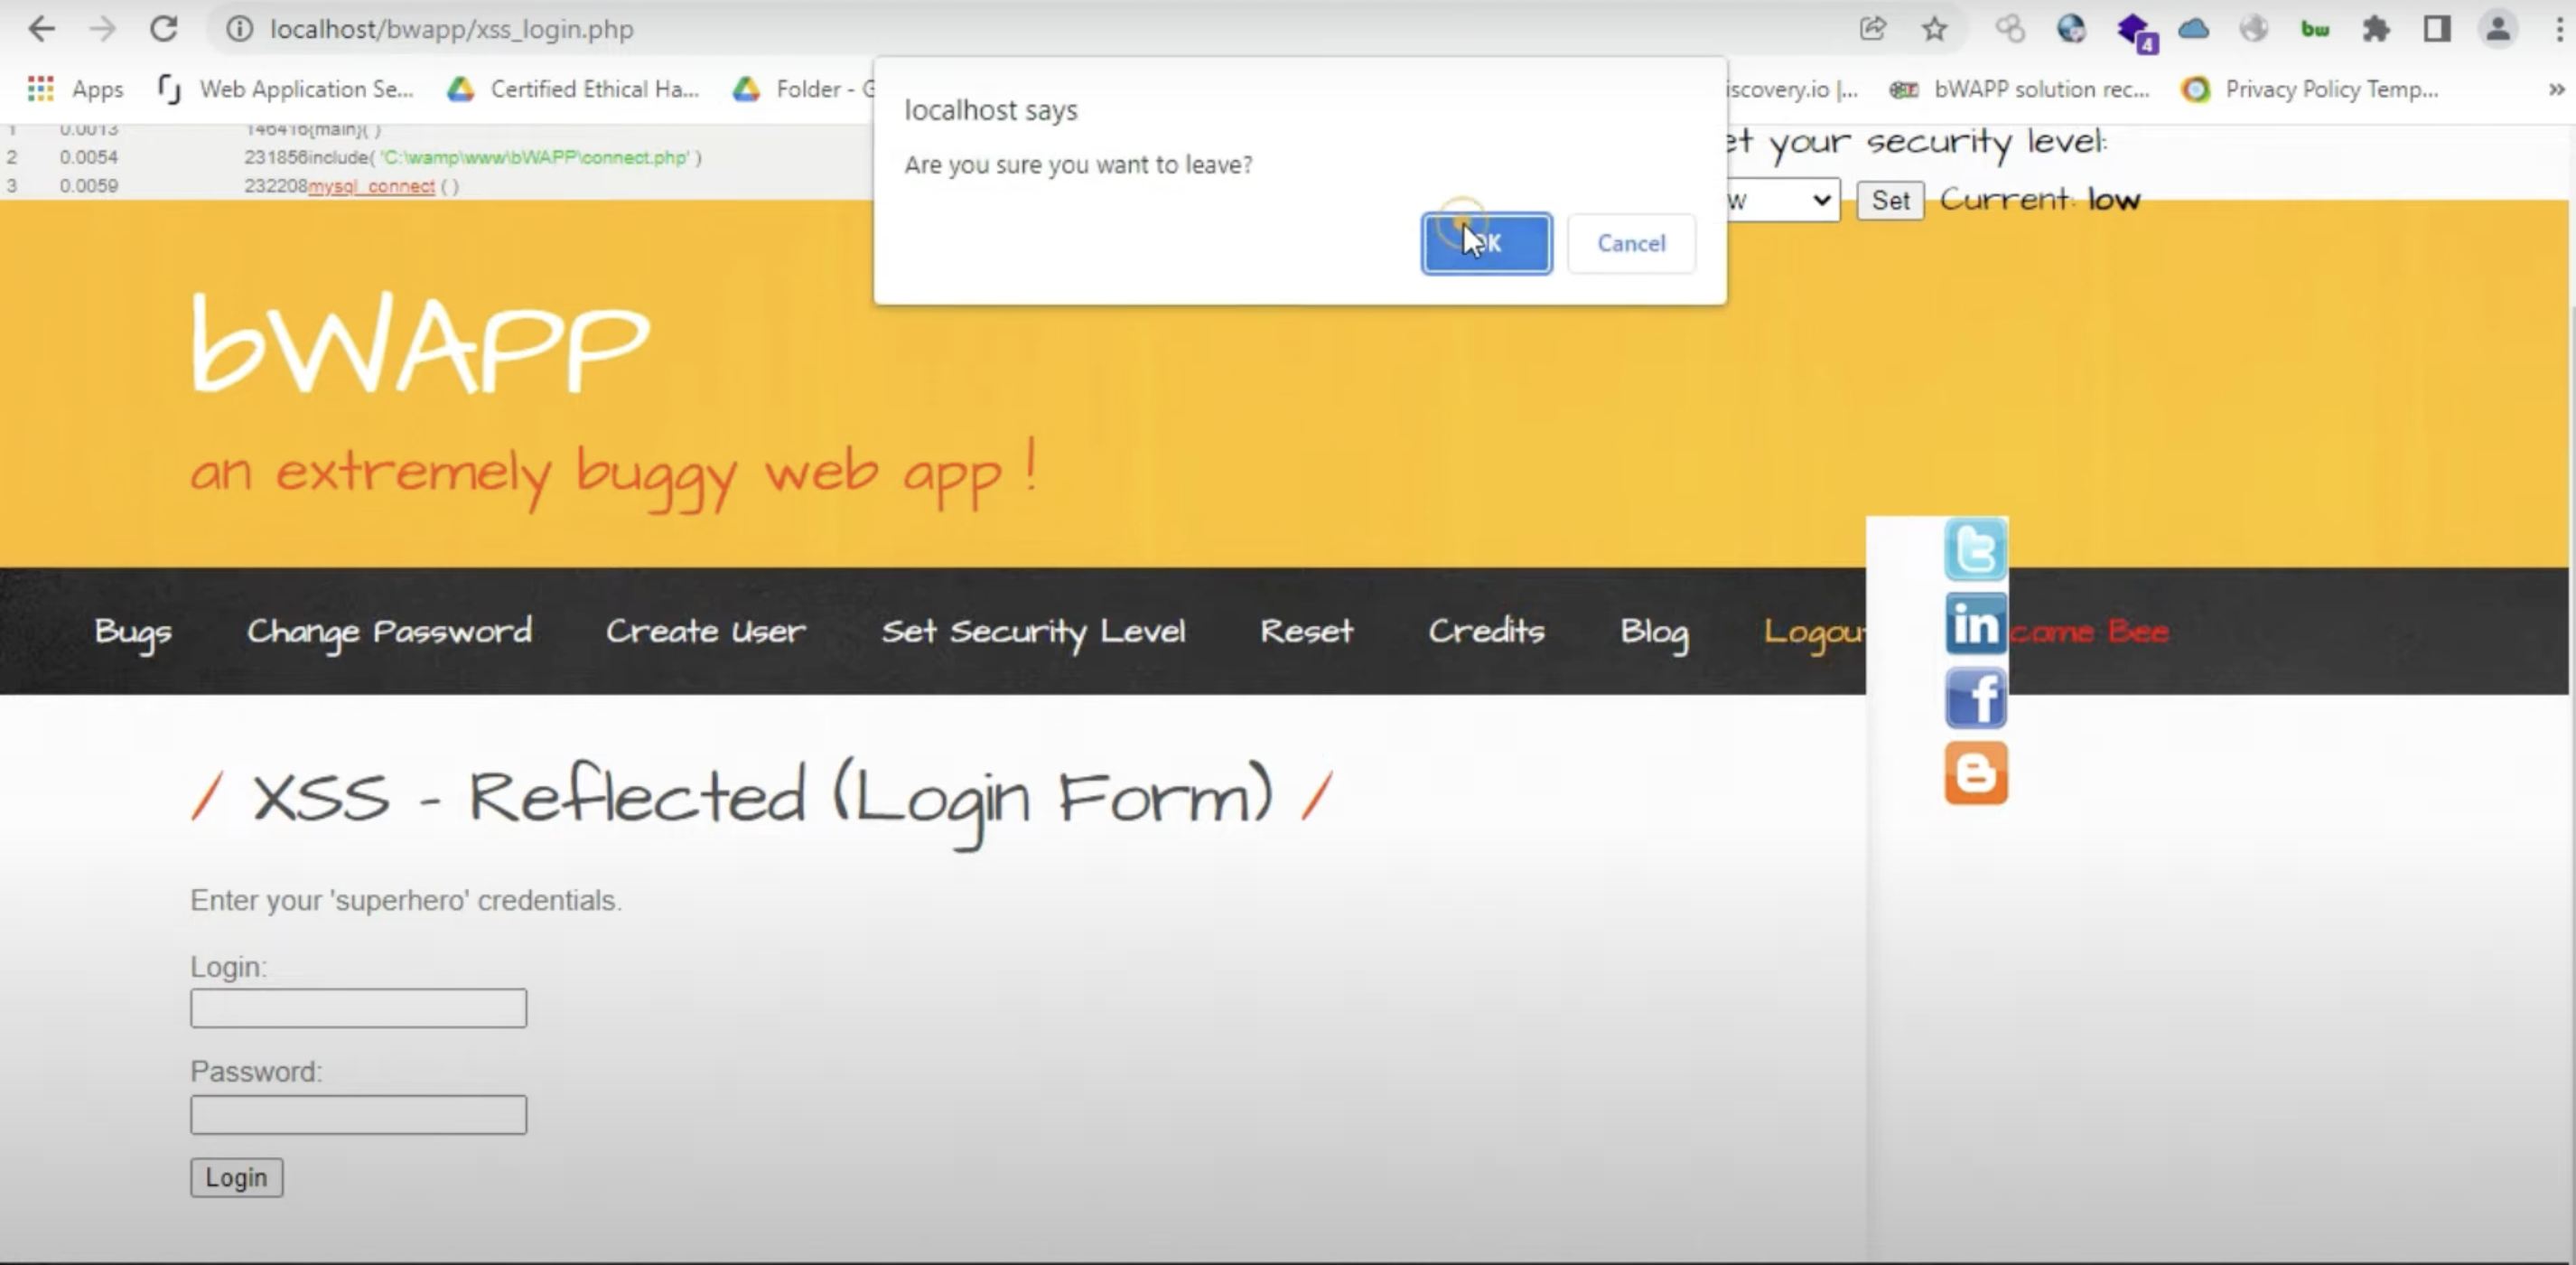 localhost/bwapp/xss_login.php
4
bw
Apps
Web Application Se...
Certified Ethical Ha...
Folder - G
iscovery.io |...
bWAPP solution rec...
Privacy Policy Temp...
»
localhost says
Are you sure you want to leave?
OK
Cancel
1 0.0013 146416{main}( )
2 0.0054 231856include( 'C:\wamp\www\bWAPP\connect.php' )
3 0.0059 232208mysql_connect ( )
et your security level:
w
Set
Current: low
bWAPP
an extremely buggy web app !
Bugs
Change Password
Create User
Set Security Level
Reset
Credits
Blog
Logou
come Bee
/ XSS - Reflected (Login Form) /
Enter your 'superhero' credentials.
Login:
Password:
Login